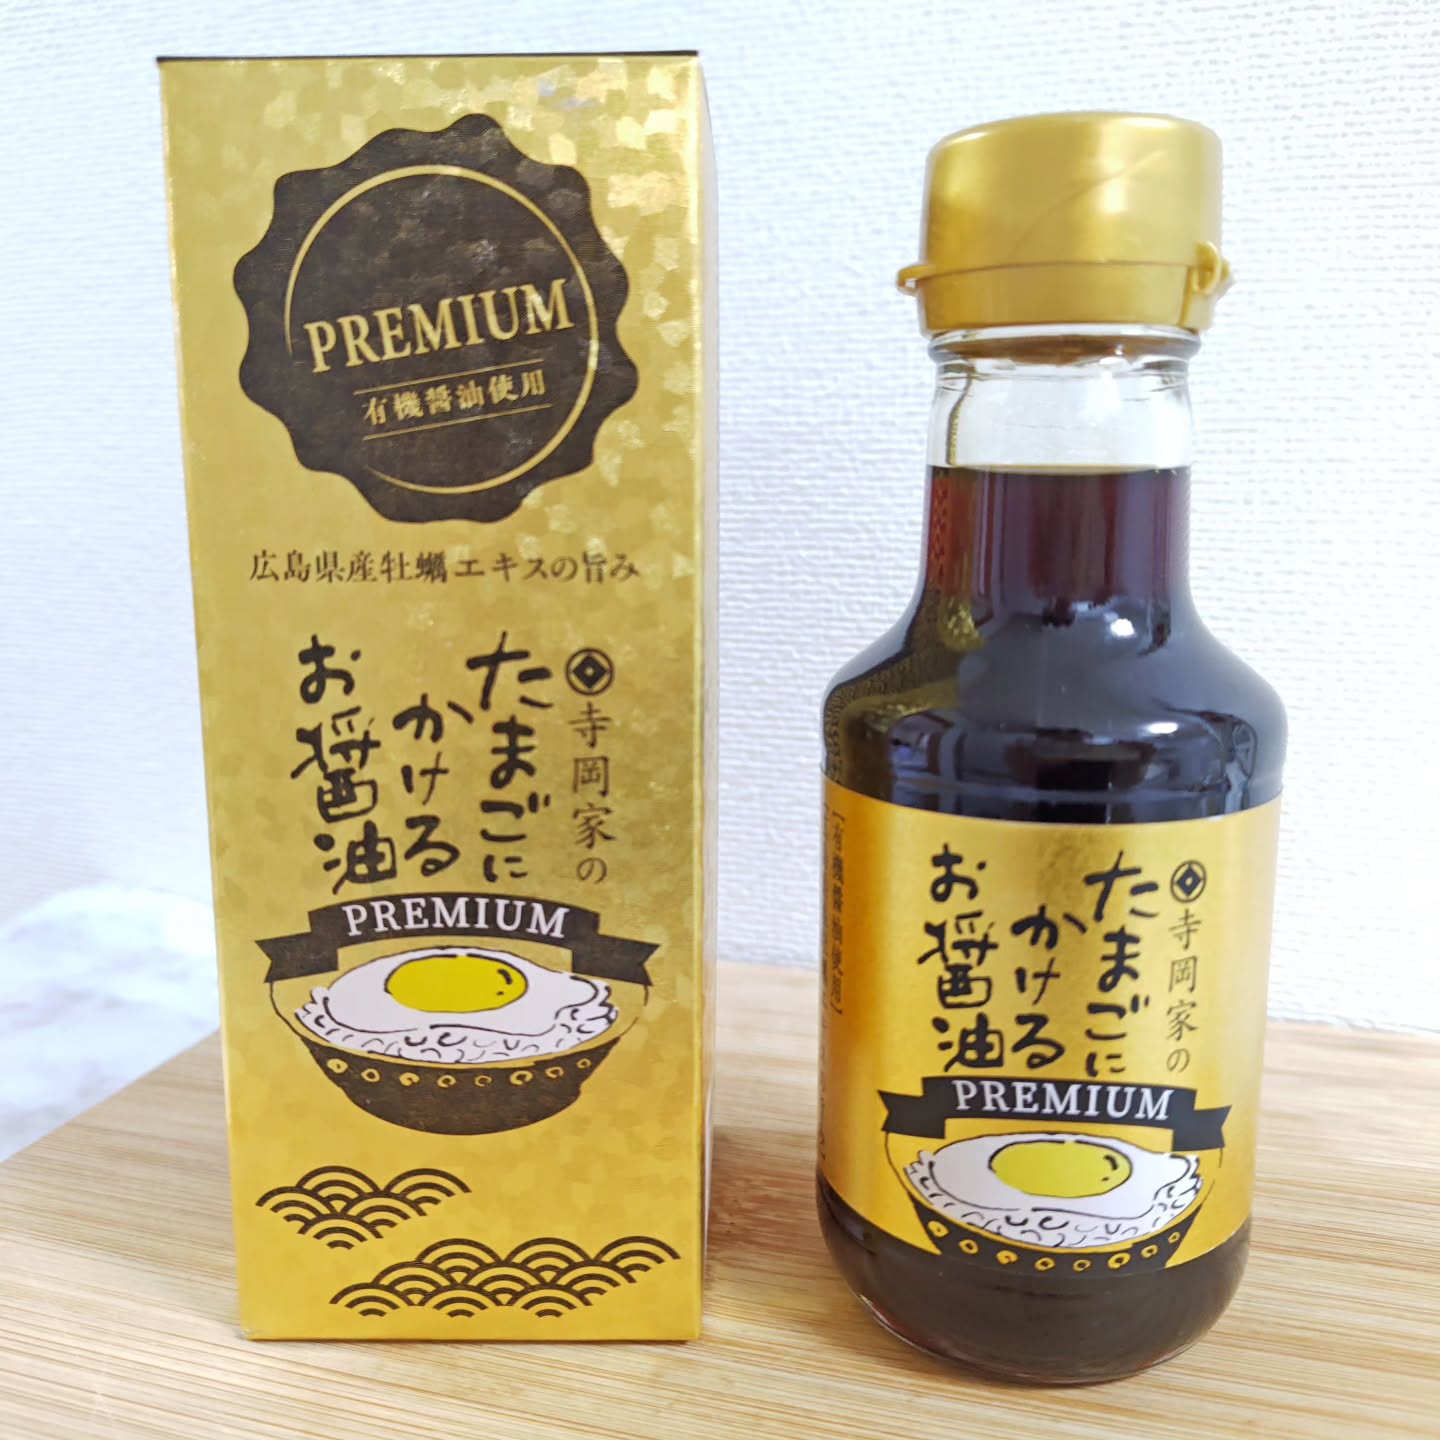 PREMIUM
有機醤油使用
広島県産牡蠣エキスの旨み
寺岡家の
たまごに
かける
お醤油
PREMIUM
寺岡家の
たまごに
かける
お醤油
[有機醤油使用]
PREMIUM